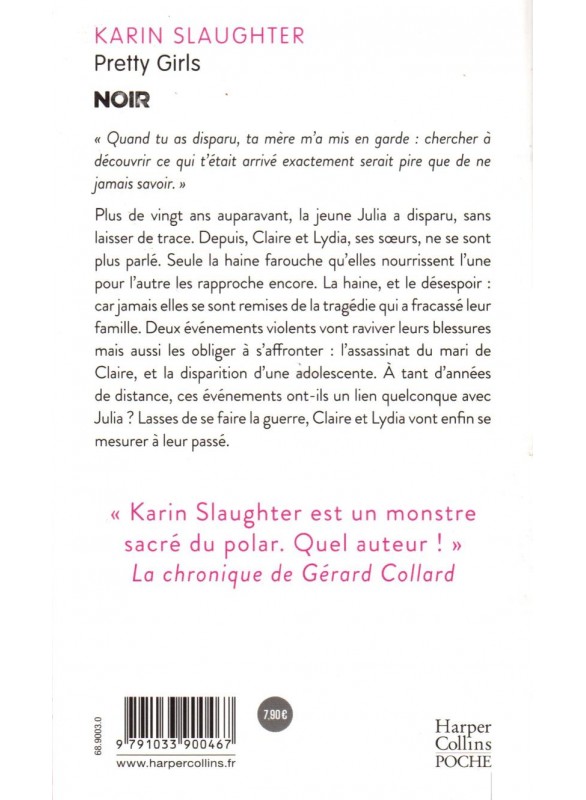 KARIN SLAUGHTER
Pretty Girls
NOIR
« Quand tu as disparu, ta mère m'a mis en garde : chercher à
découvrir ce qui t'était arrivé exactement serait pire que de ne
jamais savoir. »
Plus de vingt ans auparavant, la jeune Julia a disparu, sans
laisser de trace. Depuis, Claire et Lydia, ses sœurs, ne se sont
plus parlé. Seule la haine farouche qu'elles nourrissent l'une
pour l'autre les rapproche encore. La haine, et le désespoir :
car jamais elles se sont remises de la tragédie qui a fracassé leur
famille. Deux événements violents vont raviver leurs blessures
mais aussi les obliger à s'affronter : l'assassinat du mari de
Claire, et la disparition d'une adolescente. À tant d'années
de distance, ces événements ont-ils un lien quelconque avec
Julia ? Lasses de se faire la guerre, Claire et Lydia vont enfin se
mesurer à leur passé.
« Karin Slaughter est un monstre
sacré du polar. Quel auteur ! »
La chronique de Gérard Collard
68.9003.0
9 791033 900467
www.harpercollins.fr
7,90 €
Harper
Collins
POCHE